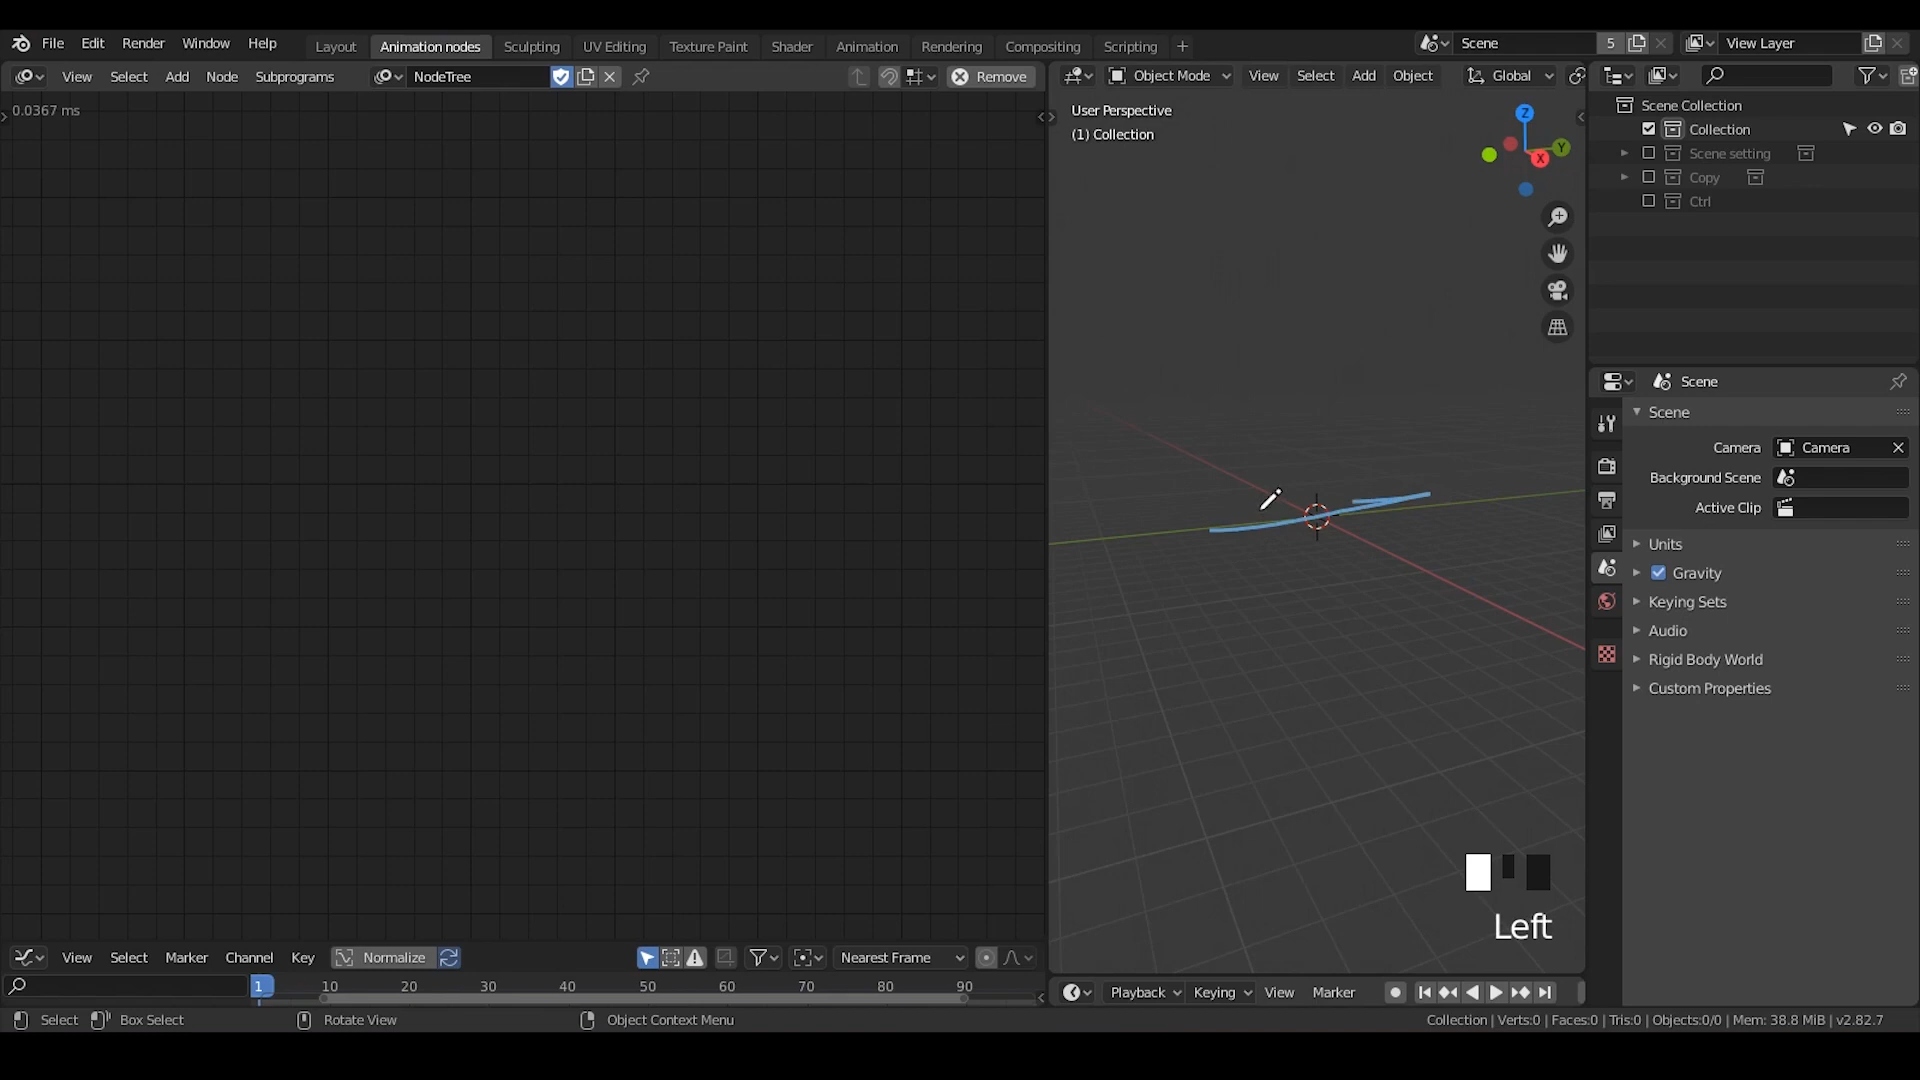 File Edit Render Window Help Layout Animation nodes Sculpting UV Editing Texture Paint Shader Animation Rendering Compositing Scripting + Scene 5 View Layer
View Select Add Node Subprograms NodeTree Remove Object Mode View Select Add Object Global
0.0367 ms
User Perspective
(1) Collection
Z
Y
X
Scene Collection
Collection
Scene setting
Copy
Ctrl
Scene
Scene
Camera Camera
Background Scene
Active Clip
Units
Gravity
Keying Sets
Audio
Rigid Body World
Custom Properties
Left
View Select Marker Channel Key Normalize Nearest Frame
1 10 20 30 40 50 60 70 80 90
Playback Keying View Marker
Select Box Select Rotate View Object Context Menu Collection | Verts:0 | Faces:0 | Tris:0 | Objects:0/0 | Mem: 38.8 MiB | v2.82.7